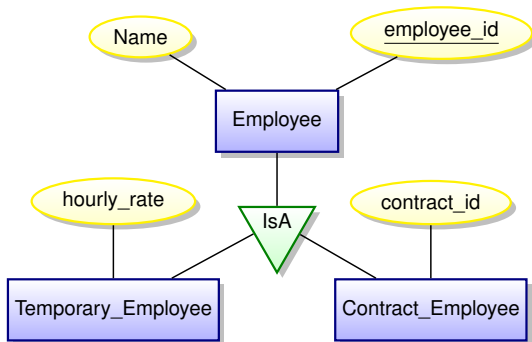 Name
employee_id
Employee
hourly_rate
IsA
contract_id
Temporary_Employee
Contract_Employee